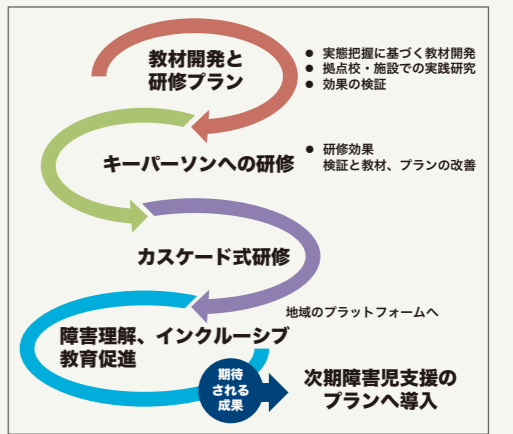 教材開発と
研修プラン
● 実態把握に基づく教材開発
● 拠点校・施設での実践研究
● 効果の検証
キーパーソンへの研修
● 研修効果
検証と教材、プランの改善
カスケード式研修
地域のプラットフォームへ
障害理解、インクルーシブ
教育促進
期待
される
成果
次期障害児支援の
プランへ導入